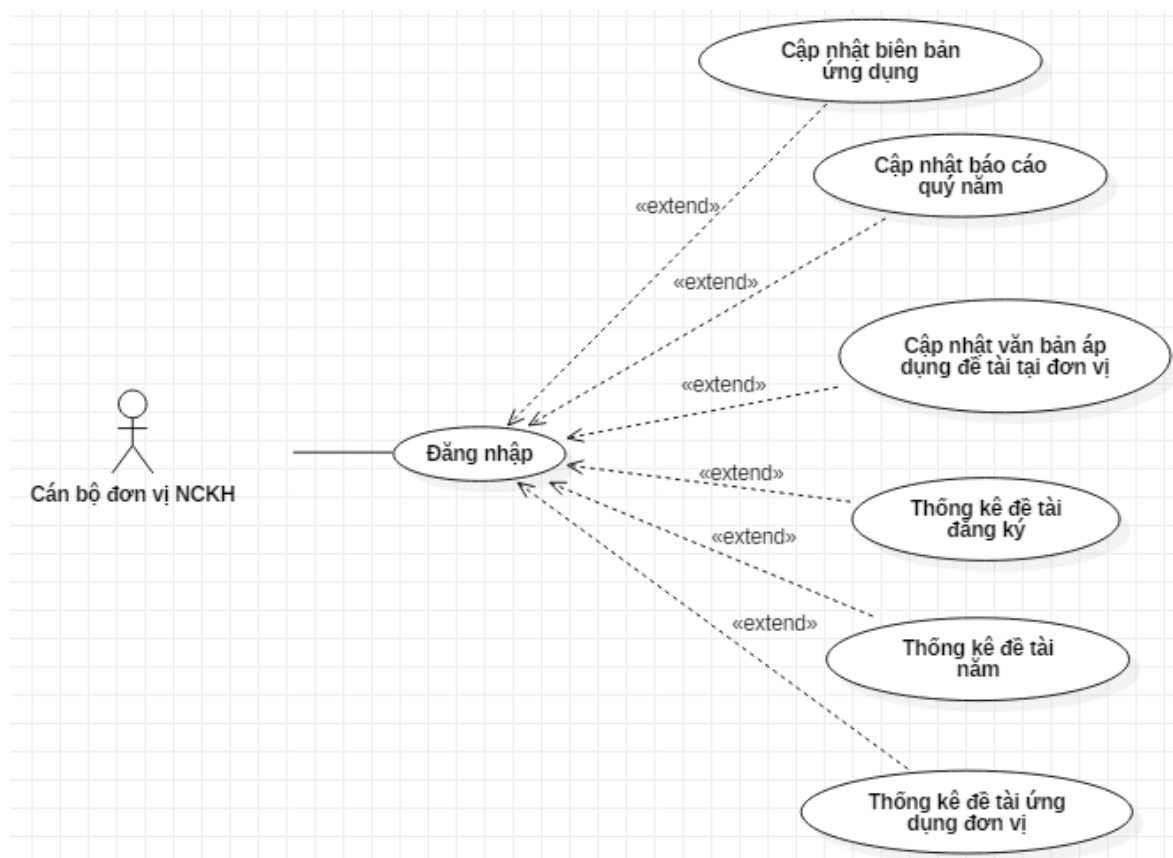 Cập nhật biên bản
ứng dụng
Cập nhật báo cáo
quý năm
«extend»
«extend»
Cập nhật văn bản áp
dụng đề tài tại đơn vị
«extend»
Đăng nhập
«extend»
Cán bộ đơn vị NCKH
Thống kê đề tài
đăng ký
«extend»
«extend»
Thống kê đề tài
năm
Thống kê đề tài ứng
dụng đơn vị